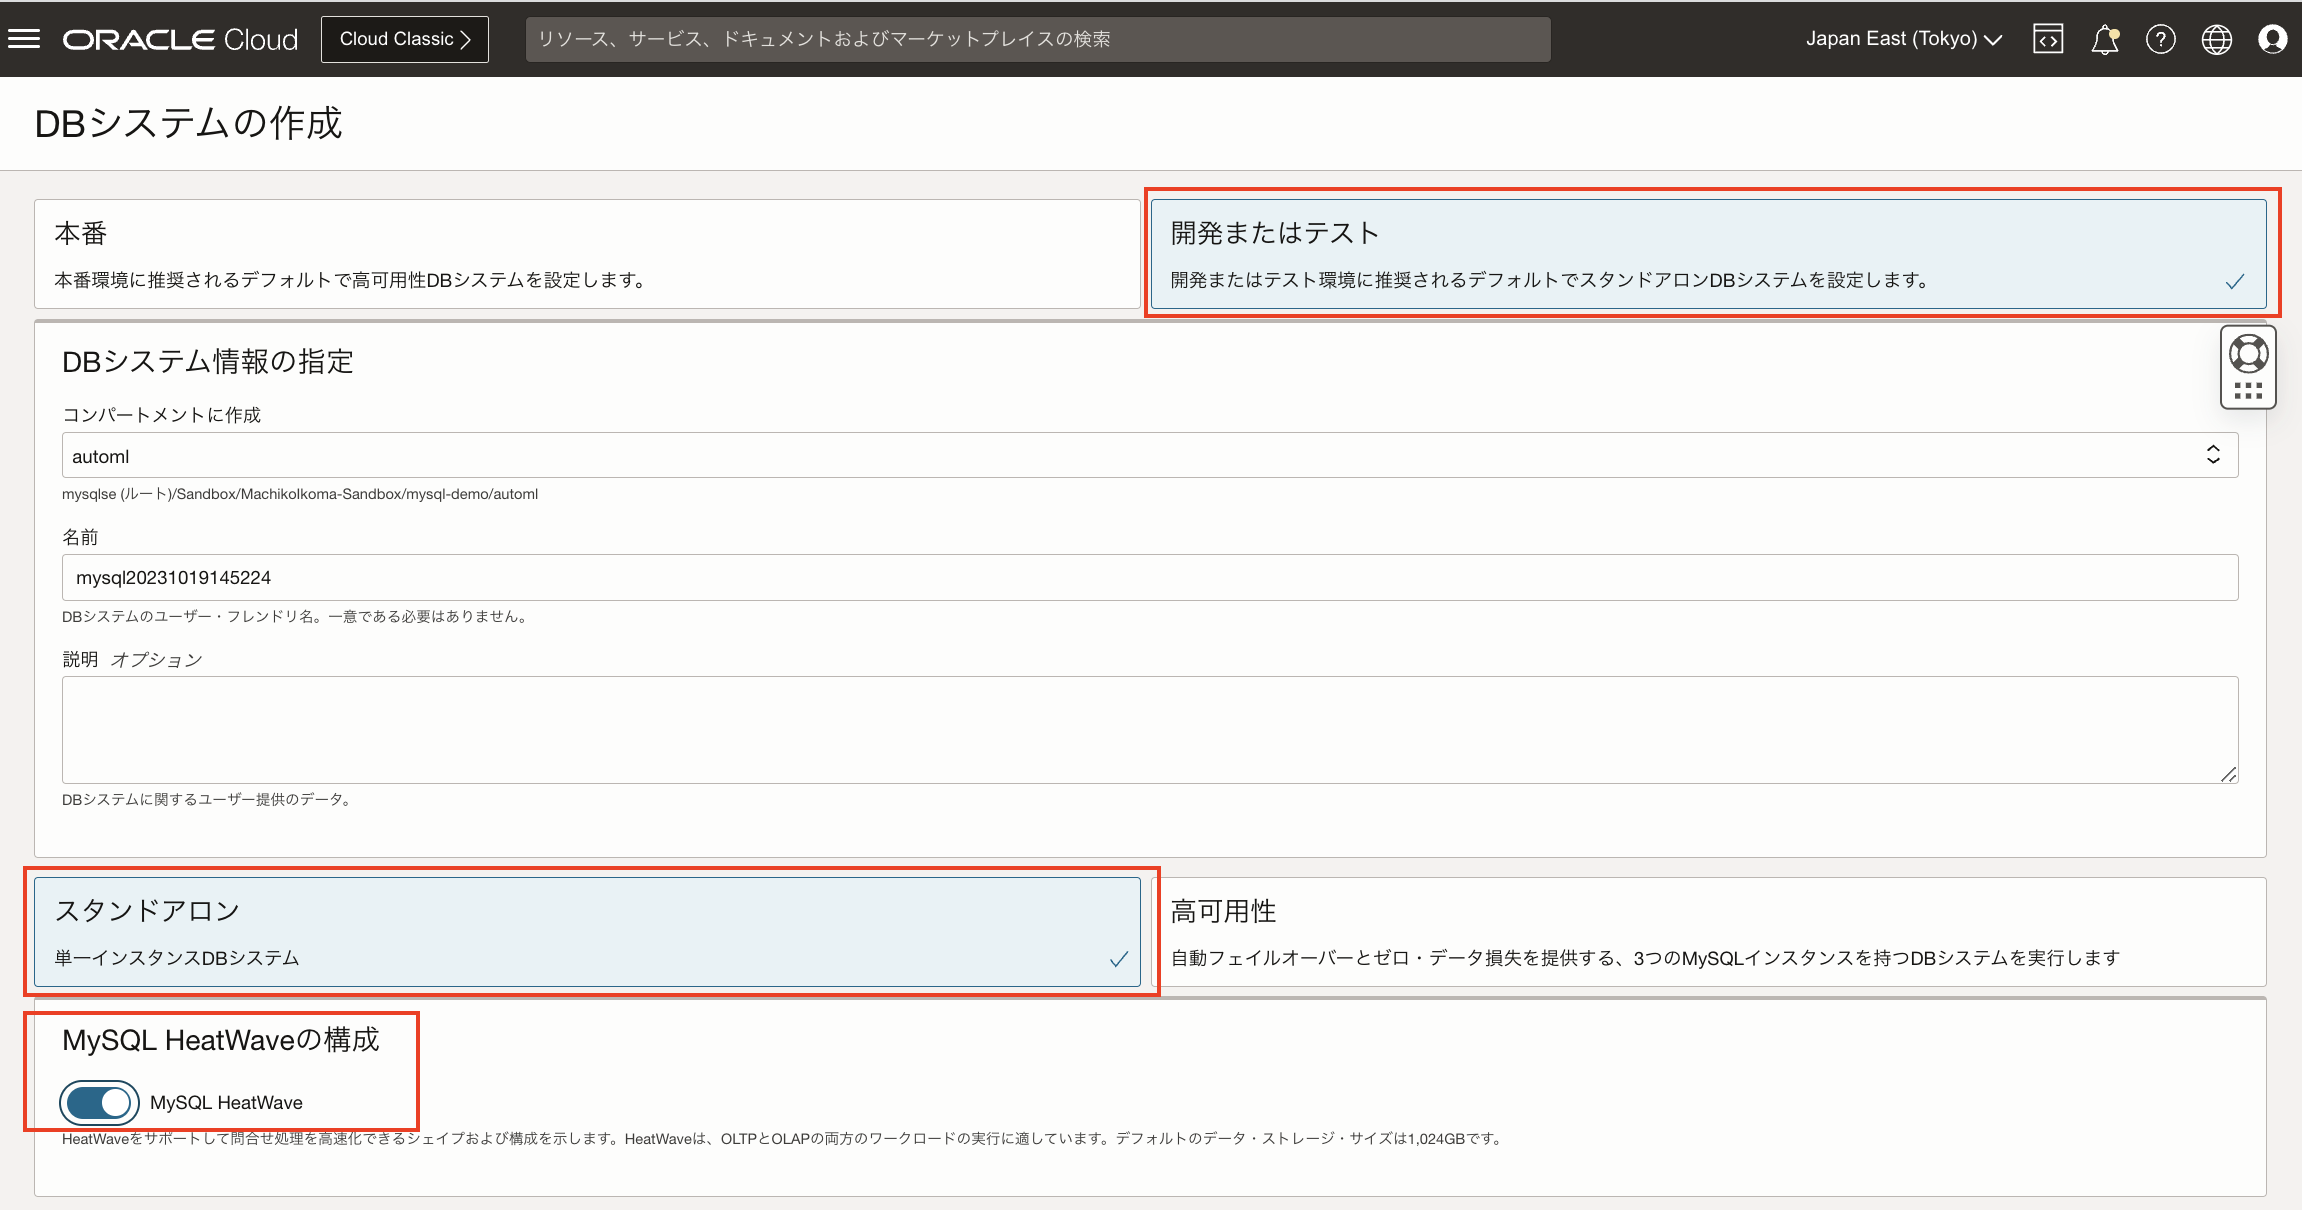 ORACLE Cloud
Cloud Classic
リソース、サービス、ドキュメントおよびマーケットプレイスの検索
Japan East (Tokyo)
DBシステムの作成
本番
本番環境に推奨されるデフォルトで高可用性DBシステムを設定します。
開発またはテスト
開発またはテスト環境に推奨されるデフォルトでスタンドアロンDBシステムを設定します。
DBシステム情報の指定
コンパートメントに作成
automl
mysqlse (ルート)/Sandbox/MachikoIkoma-Sandbox/mysql-demo/automl
名前
mysql20231019145224
DBシステムのユーザー・フレンドリ名。一意である必要はありません。
説明 オプション
DBシステムに関するユーザー提供のデータ。
スタンドアロン
単一インスタンスDBシステム
高可用性
自動フェイルオーバーとゼロ・データ損失を提供する、3つのMySQLインスタンスを持つDBシステムを実行します
MySQL HeatWaveの構成
MySQL HeatWave
HeatWaveをサポートして問合せ処理を高速化できるシェイプおよび構成を示します。HeatWaveは、OLTPとOLAPの両方のワークロードの実行に適しています。デフォルトのデータ・ストレージ・サイズは1,024GBです。